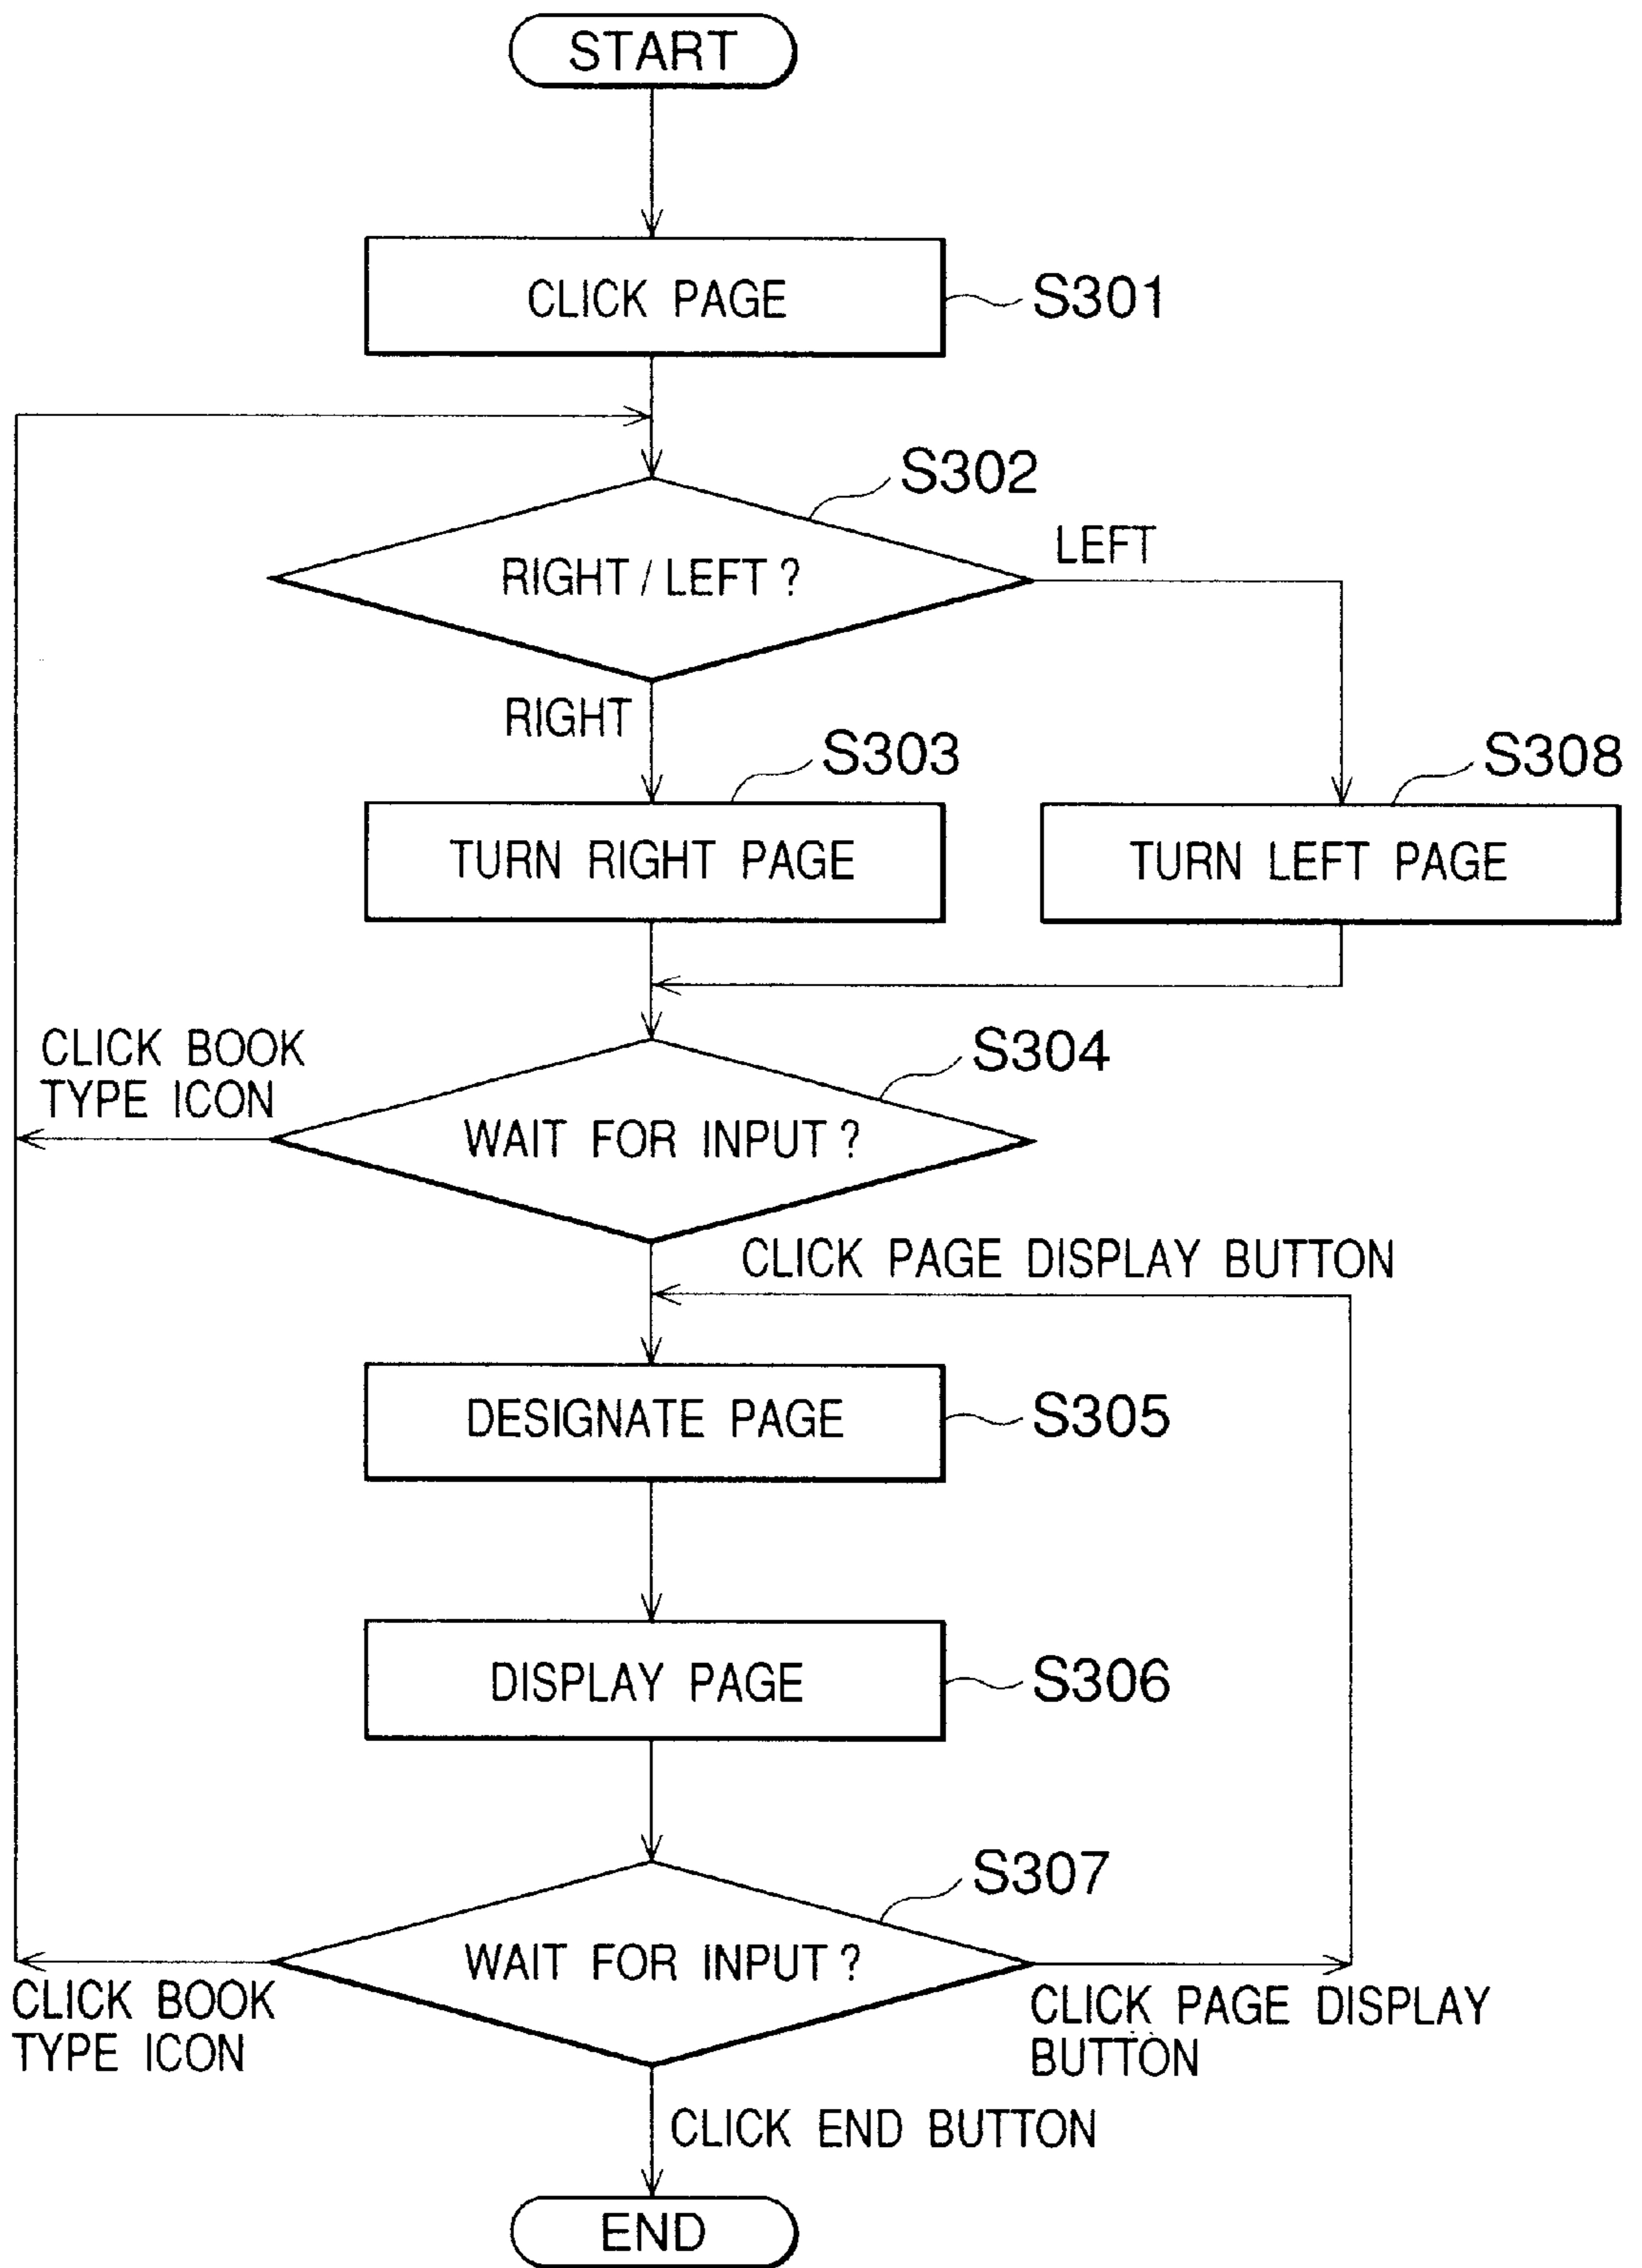 START
CLICK PAGE
S301
S302
RIGHT / LEFT ?
LEFT
RIGHT
S303
S308
TURN RIGHT PAGE
TURN LEFT PAGE
CLICK BOOK
TYPE ICON
S304
WAIT FOR INPUT ?
CLICK PAGE DISPLAY BUTTON
DESIGNATE PAGE
S305
DISPLAY PAGE
S306
S307
WAIT FOR INPUT ?
CLICK BOOK
TYPE ICON
CLICK PAGE DISPLAY
BUTTON
CLICK END BUTTON
END